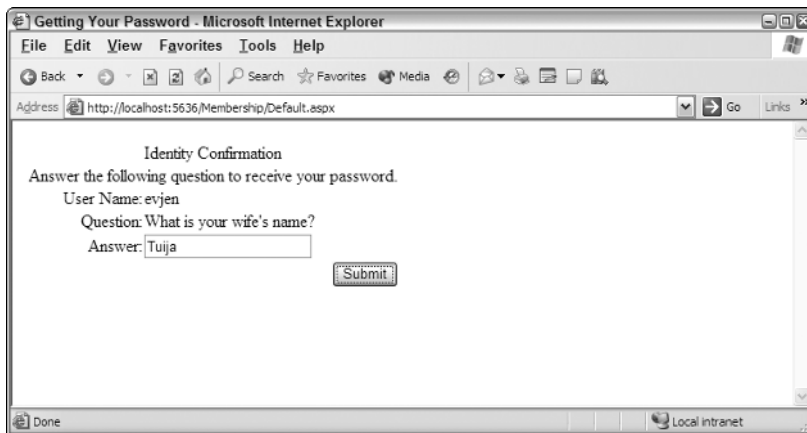 Getting Your Password - Microsoft Internet Explorer
File Edit View Favorites Tools Help
Back Search Favorites Media
Address http://localhost:5636/Membership/Default.aspx Go Links »
Identity Confirmation
Answer the following question to receive your password.
User Name: evjen
Question: What is your wife's name?
Answer: Tuija
Submit
Done Local intranet